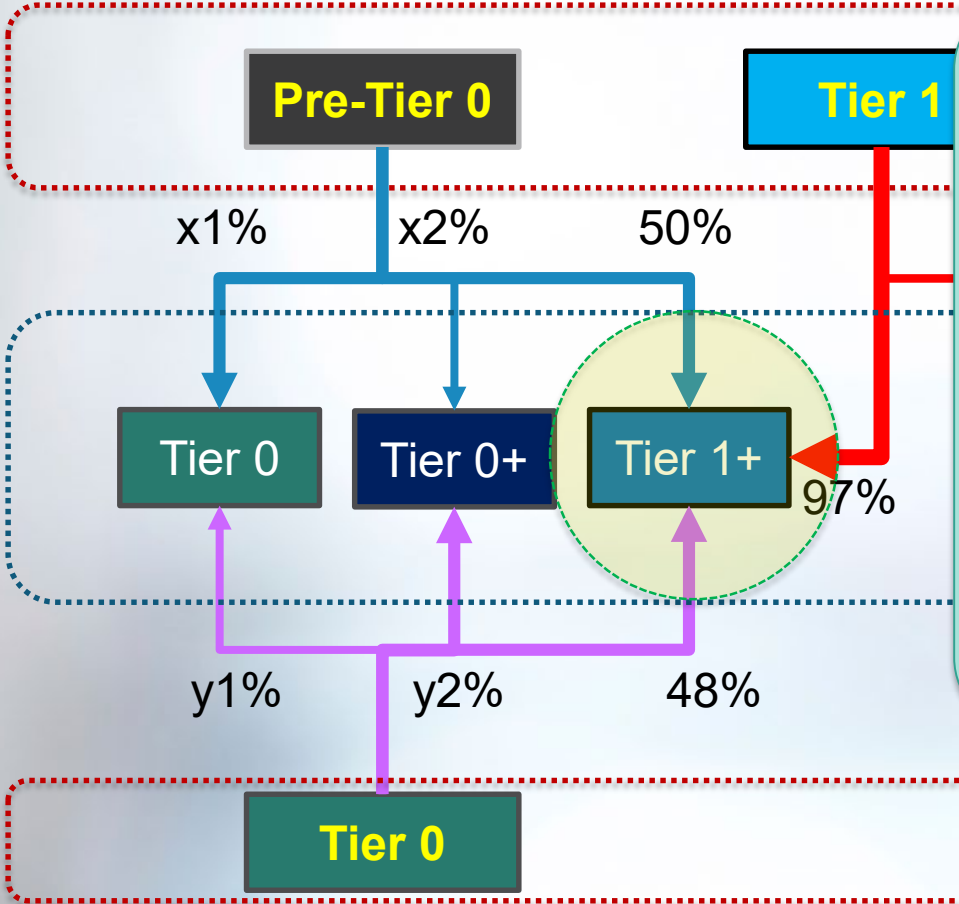 Pre-Tier 0
Tier 1
x1%
x2%
50%
Tier 0
Tier 0+
Tier 1+
97%
y1%
y2%
48%
Tier 0